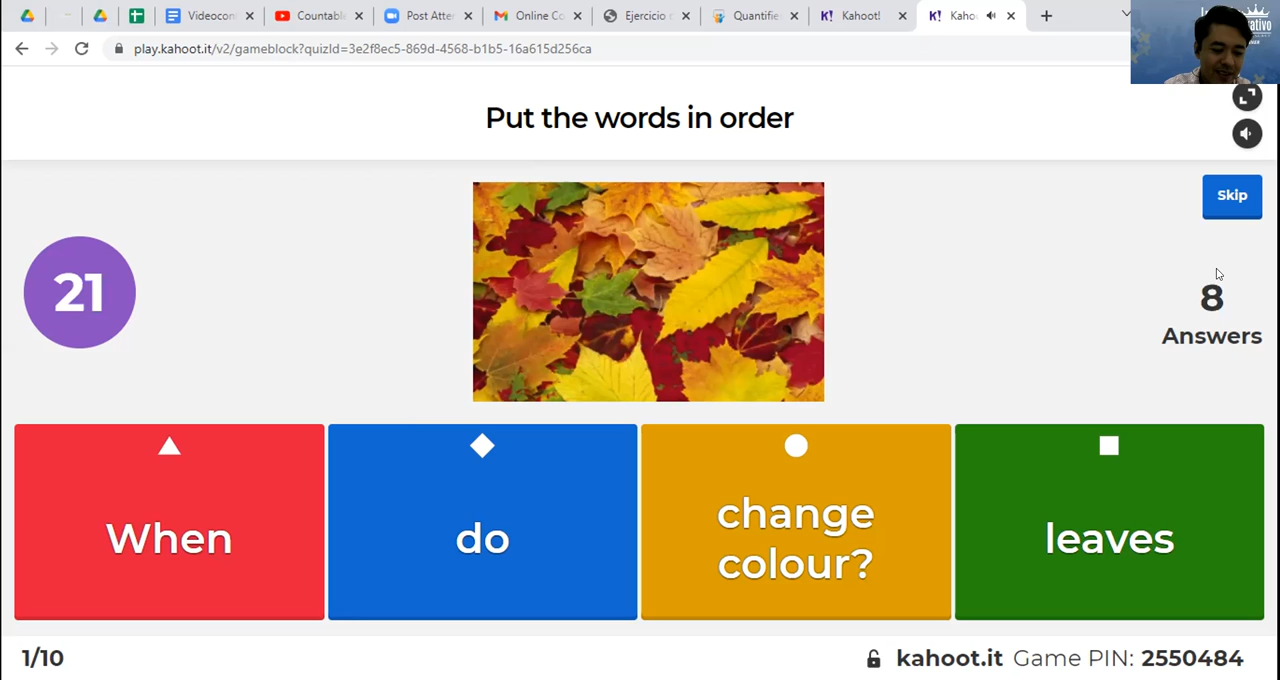 Videocon
Countable
Post Atter
Online Co
Ejercicio
Quantifie
Kahoot!
Kaho
play.kahoot.it/v2/gameblock?quizId=3e2f8ec5-869d-4568-b1b5-16a615d256ca
Put the words in order
Skip
21
8
Answers
When
do
change
colour?
leaves
1/10
kahoot.it Game PIN: 2550484